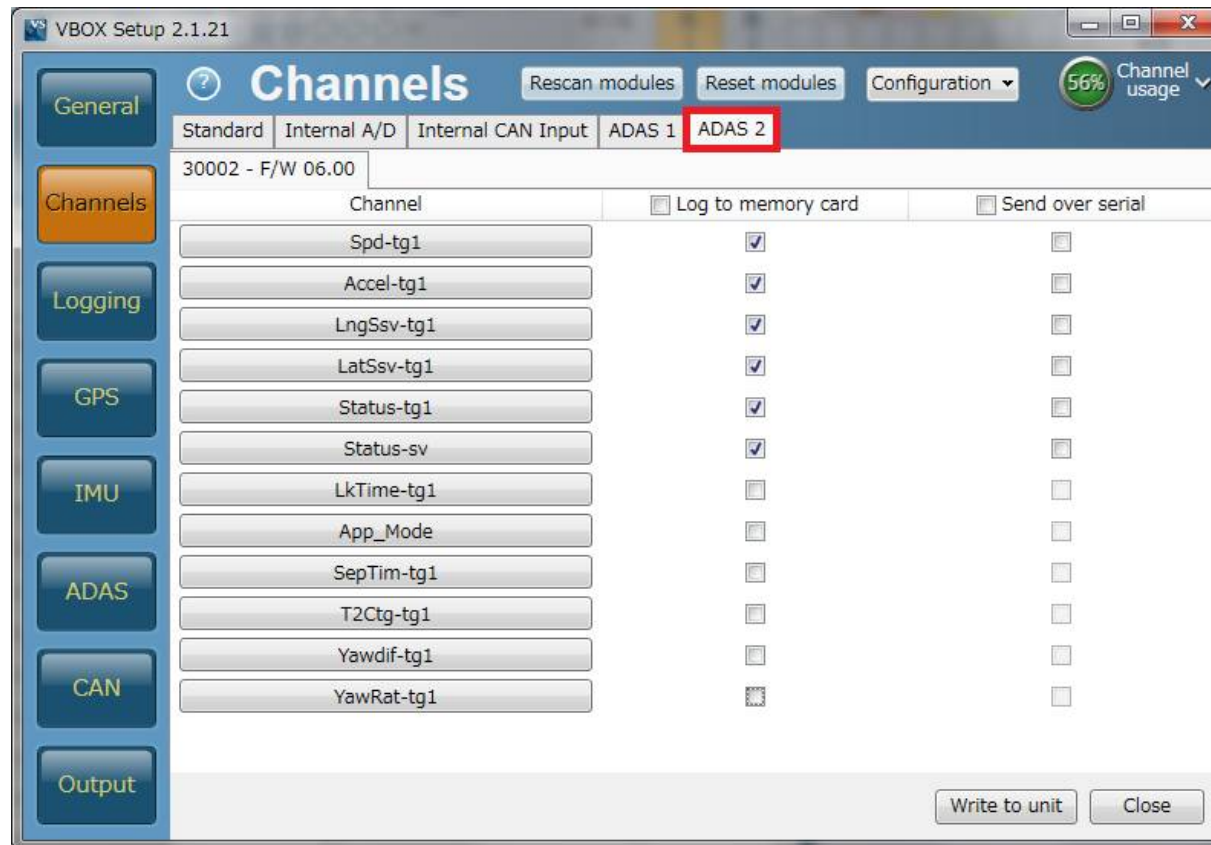 VBOX Setup 2.1.21
General
Channels
Logging
GPS
IMU
ADAS
CAN
Output
? Channels Rescan modules Reset modules Configuration 56% Channel usage
Standard Internal A/D Internal CAN Input ADAS 1 ADAS 2
30002 - F/W 06.00
Channel Log to memory card Send over serial
Spd-tg1
Accel-tg1
LngSsv-tg1
LatSsv-tg1
Status-tg1
Status-sv
LkTime-tg1
App_Mode
SepTim-tg1
T2Ctg-tg1
Yawdif-tg1
YawRat-tg1
Write to unit Close